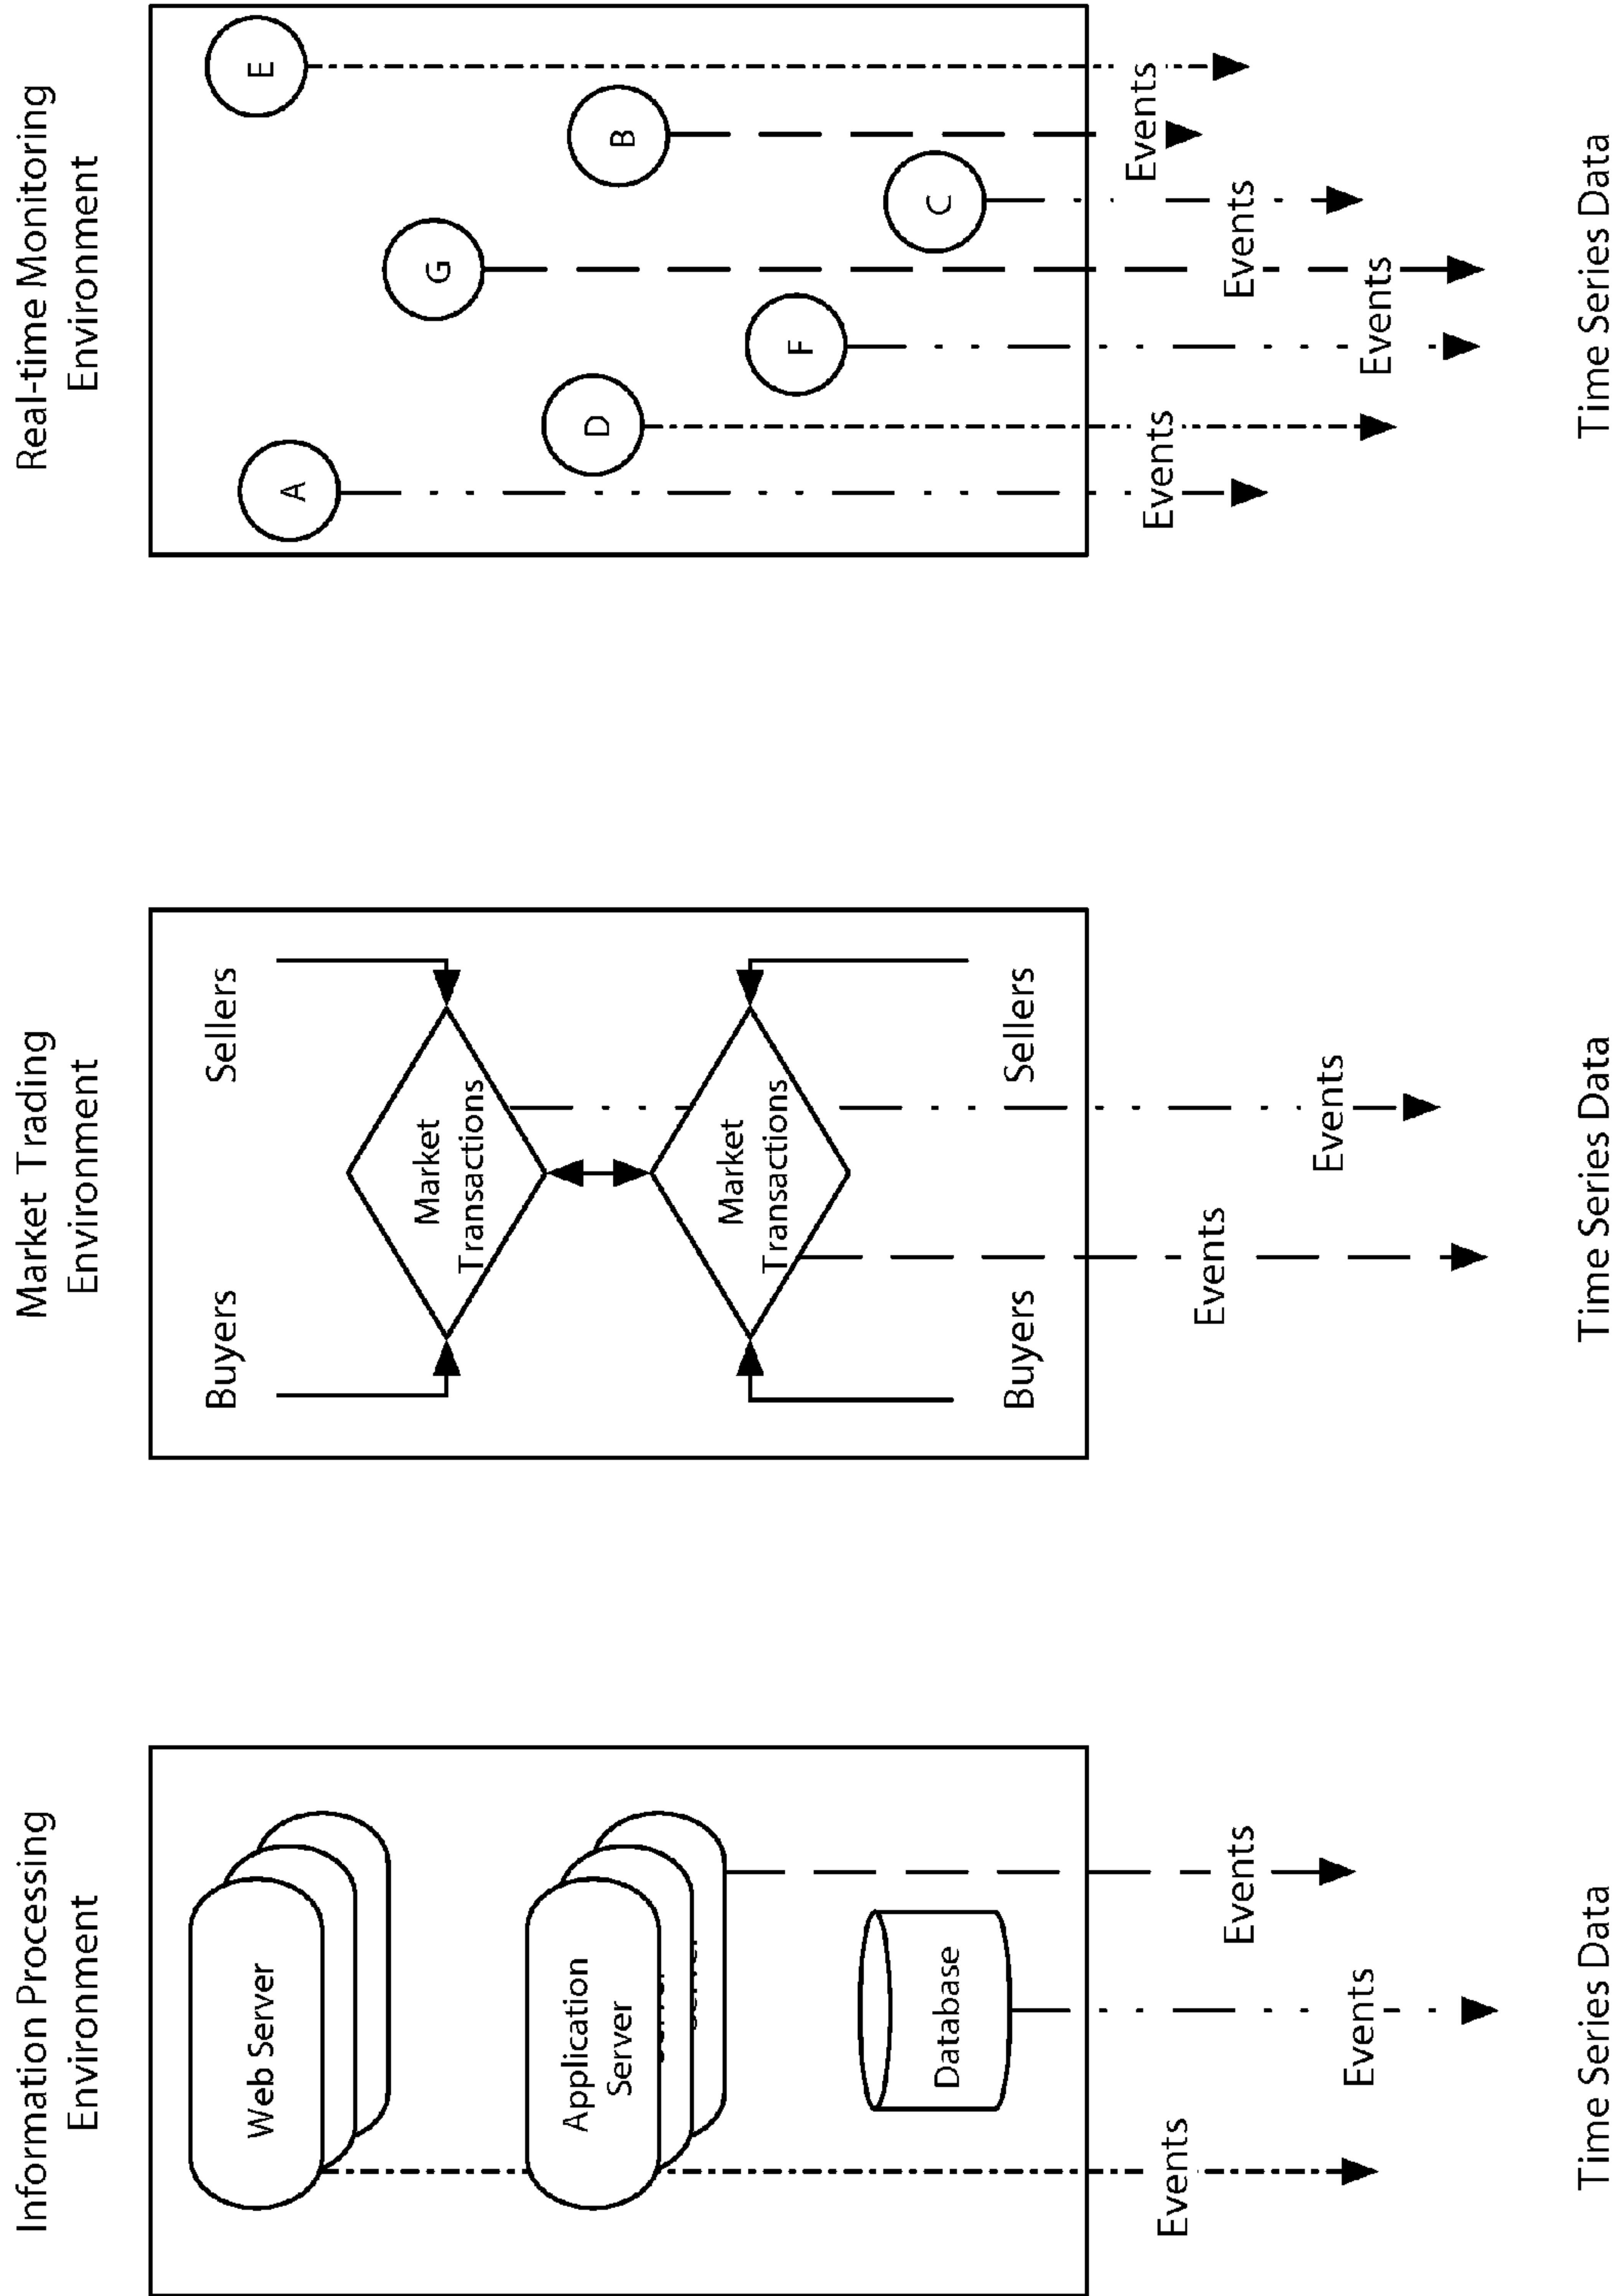 Information Processing
Environment
Web Server
Application
Server
Database
Events
Events
Events
Time Series Data
Market Trading
Environment
Buyers
Sellers
Market
Transactions
Market
Transactions
Buyers
Sellers
Events
Events
Time Series Data
Real-time Monitoring
Environment
E
A
G
D
B
F
C
Events
Events
Events
Events
Time Series Data